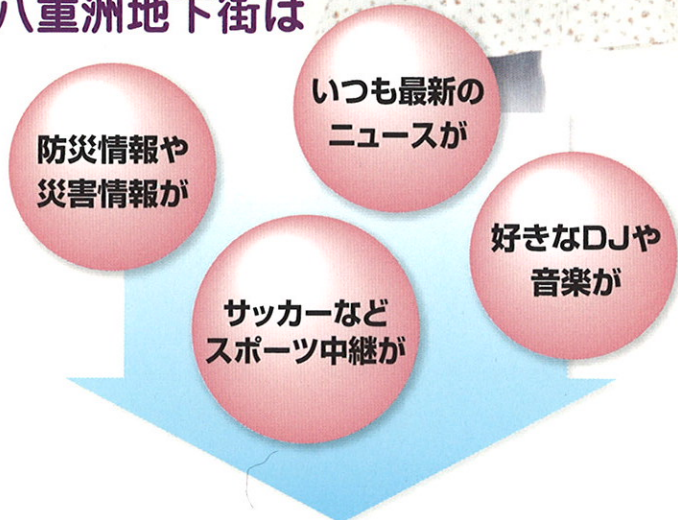 八重洲地下街は
いつも最新の
ニュースが
防災情報や
災害情報が
好きなDJや
音楽が
サッカーなど
スポーツ中継が